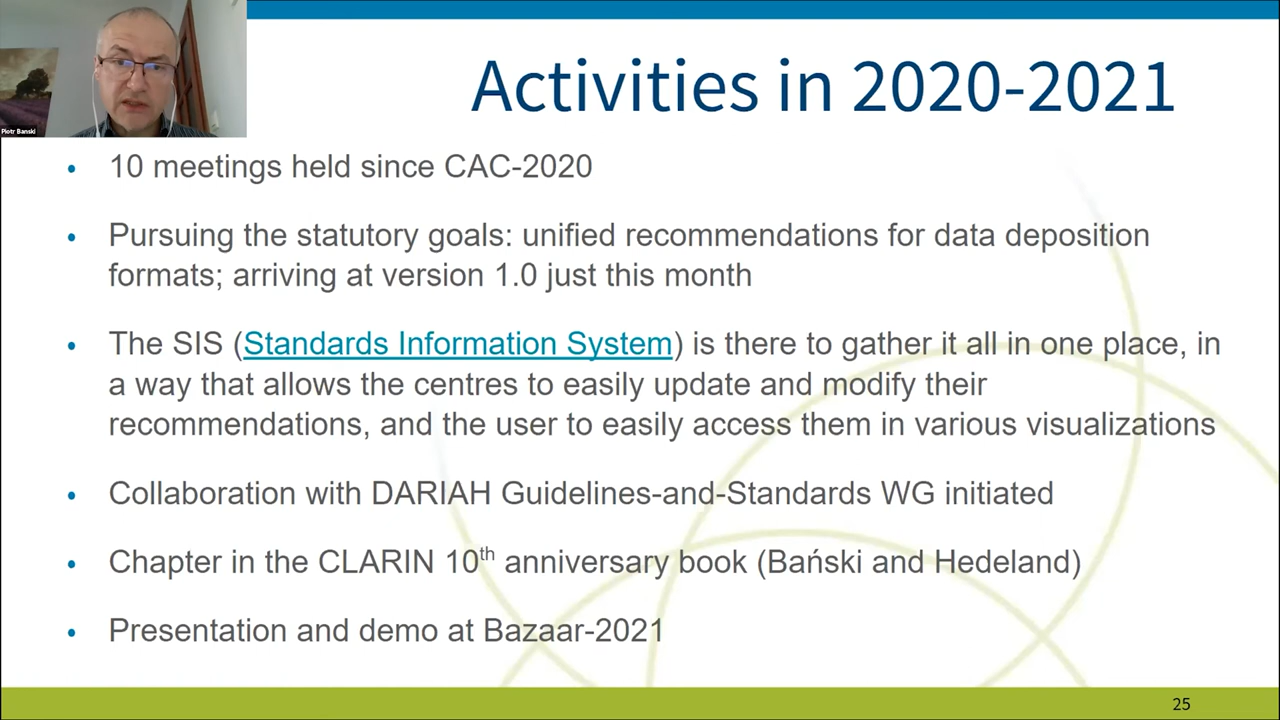 Piotr Banski
Activities in 2020-2021
• 10 meetings held since CAC-2020
• Pursuing the statutory goals: unified recommendations for data deposition
formats; arriving at version 1.0 just this month
• The SIS (Standards Information System) is there to gather it all in one place, in
a way that allows the centres to easily update and modify their
recommendations, and the user to easily access them in various visualizations
• Collaboration with DARIAH Guidelines-and-Standards WG initiated
• Chapter in the CLARIN 10th anniversary book (Bański and Hedeland)
• Presentation and demo at Bazaar-2021
25